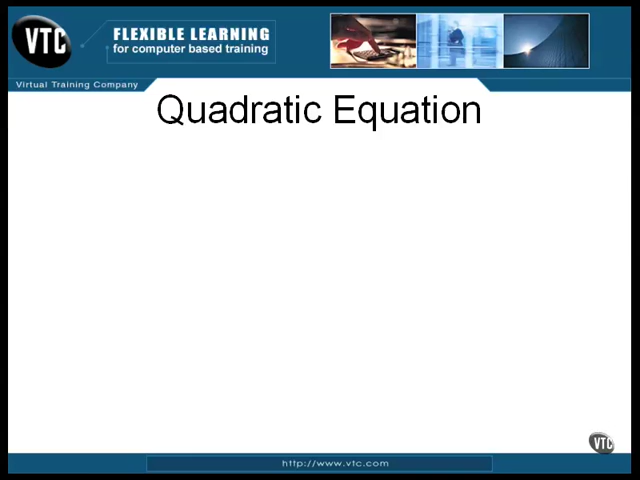 VTC
FLEXIBLE LEARNING
for computer based training
Virtual Training Company
Quadratic Equation
VTC
http://www.vtc.com